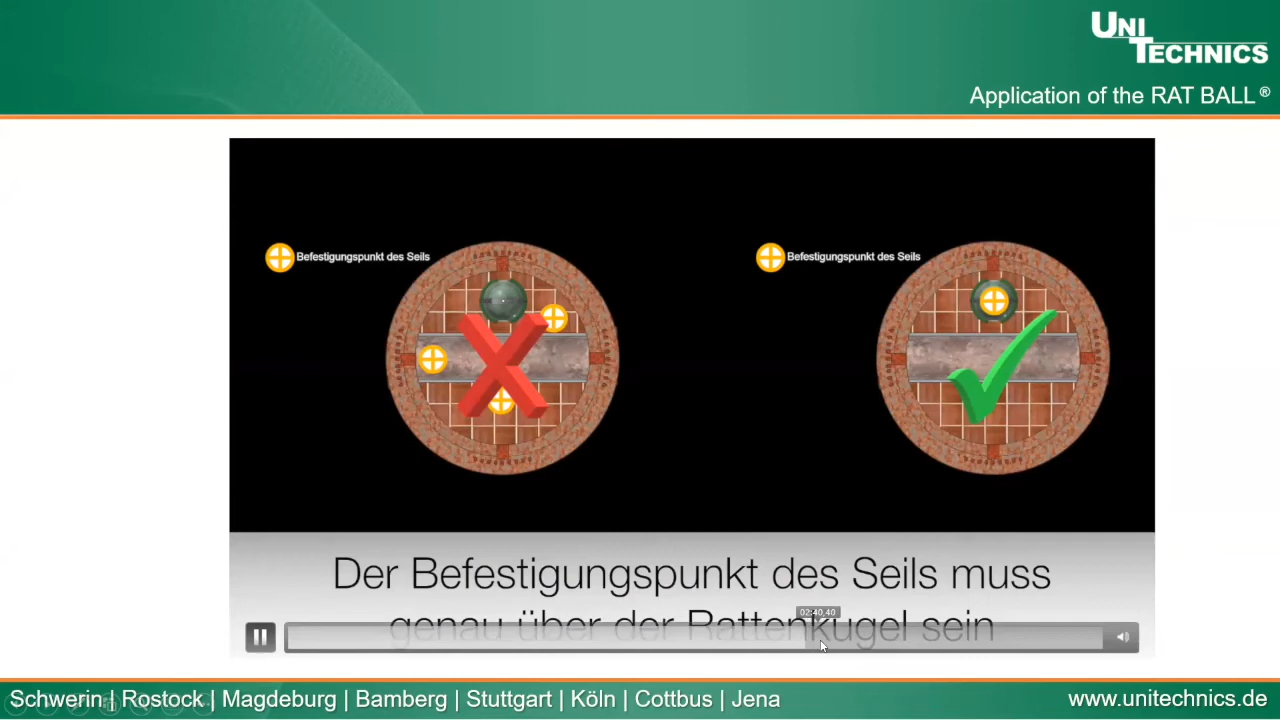 UNI
TECHNICS
Application of the RAT BALL ®
Befestigungspunkt des Seils
Befestigungspunkt des Seils
Der Befestigungspunkt des Seils muss
genau über der Rattenkugel sein
02:40,40
Schwerin | Rostock | Magdeburg | Bamberg | Stuttgart | Köln | Cottbus | Jena
www.unitechnics.de